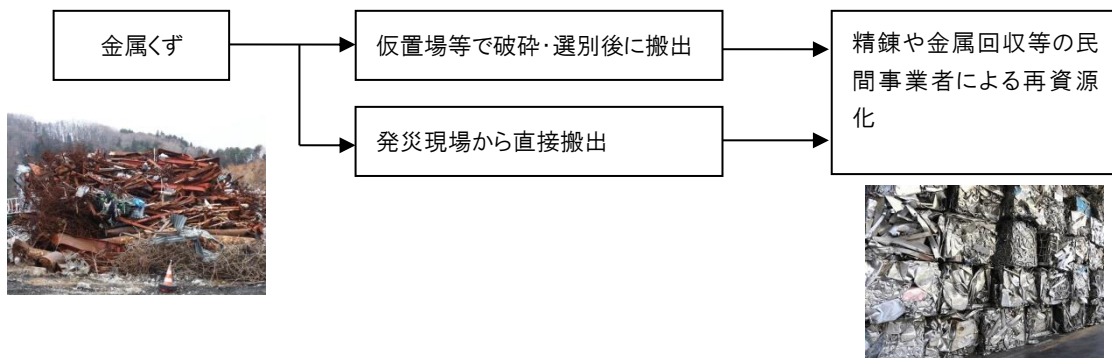 金属くず
仮置場等で破砕・選別後に搬出
発災現場から直接搬出
精錬や金属回収等の民
間事業者による再資源
化